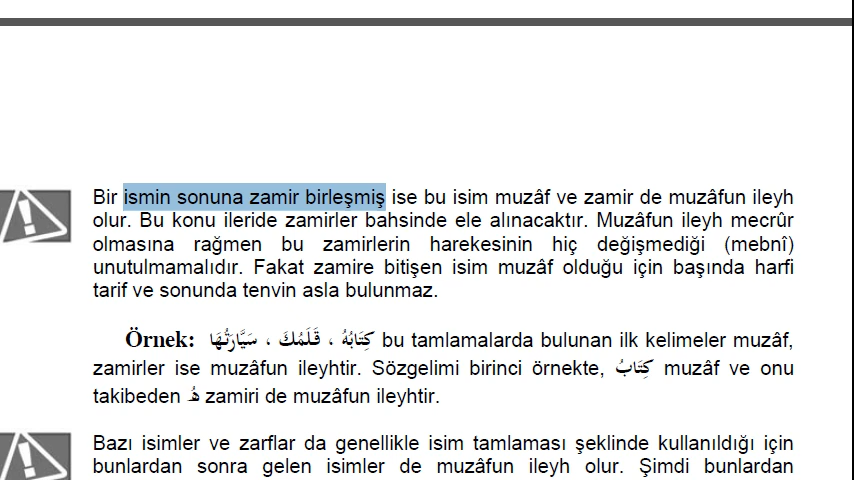 Bir ismin sonuna zamir birleşmiş ise bu isim muzâf ve zamir de muzâfun ileyh
olur. Bu konu ileride zamirler bahsinde ele alınacaktır. Muzâfun ileyh mecrûr
olmasına rağmen bu zamirlerin harekesinin hiç değişmediği (mebnî)
unutulmamalıdır. Fakat zamire bitişen isim muzâf olduğu için başında harfi
tarif ve sonunda tenvin asla bulunmaz.
Örnek: كِتَابُهُ ، قَلَمُكَ ، سَيَّارَتُهَا bu tamlamalarda bulunan ilk kelimeler muzâf,
zamirler ise muzâfun ileyhtir. Sözgelimi birinci örnekte, كِتَابُ muzâf ve onu
takibeden هُ zamiri de muzâfun ileyhtir.
Bazı isimler ve zarflar da genellikle isim tamlaması şeklinde kullanıldığı için
bunlardan sonra gelen isimler de muzâfun ileyh olur. Şimdi bunlardan